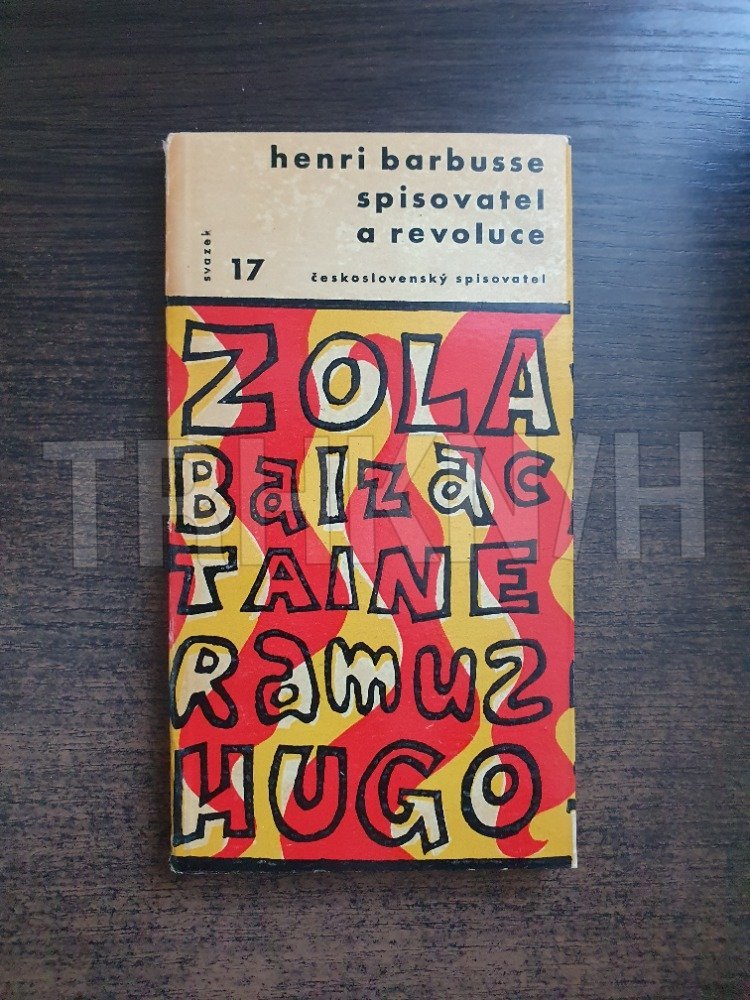 henri barbusse
spisovatel
a revoluce
svazek
17
československý spisovatel
ZOLA
Balzac
TAINE
Ramuz
HUGO